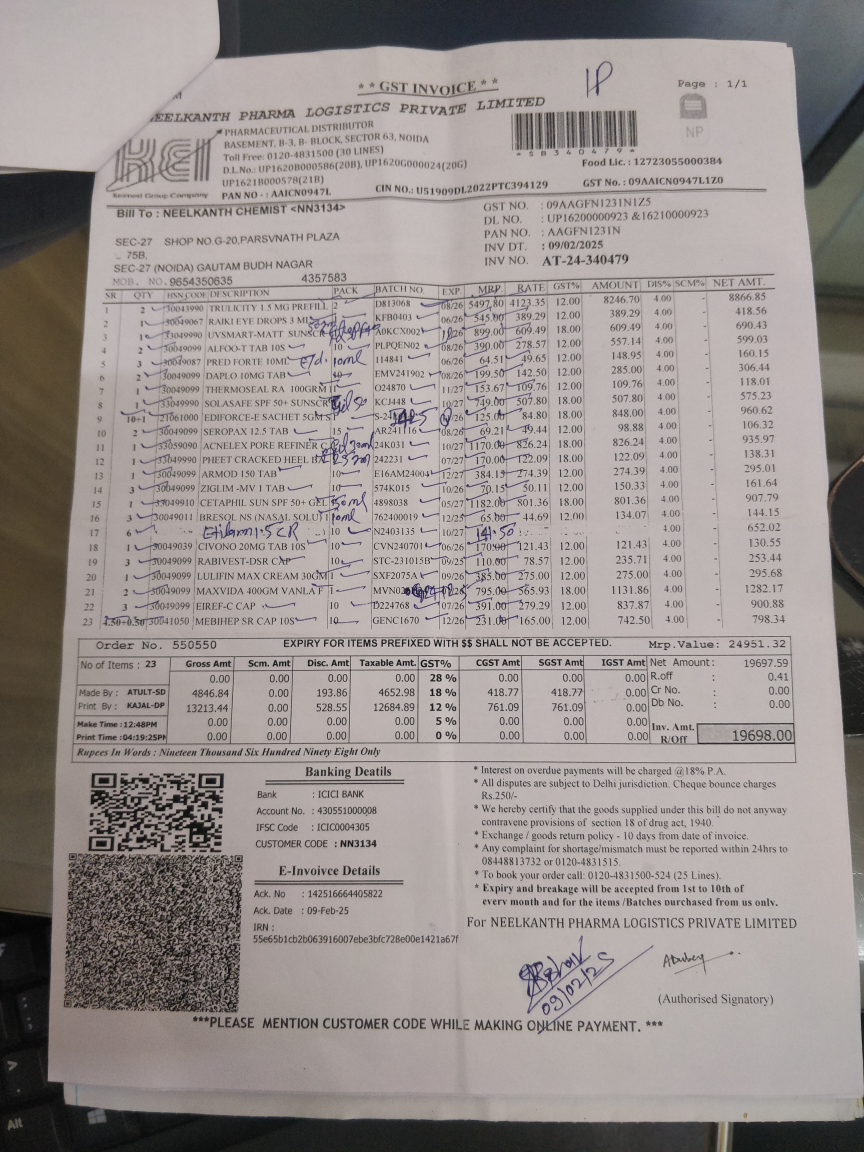 ** GST INVOICE **
1P
Page : 1/1
NEELKANTH PHARMA LOGISTICS PRIVATE LIMITED
PHARMACEUTICAL DISTRIBUTOR
BASEMENT, B-3, B- BLOCK, SECTOR 63, NOIDA
Toll Free: 0120-4831500 (30 LINES)
D.L.No.: UP1620B000586(20B), UP1620G000024(20G)
UP1621B000578(21B)
PAN NO - : AAICN0947L
CIN NO.: U51909DL2022PTC394129
*SB340479*
NP
Food Lic. : 12723055000384
GST No. : 09AAICN0947L1Z0
KEI
Group Company
Bill To : NEELKANTH CHEMIST <NN3134>
SEC-27 SHOP NO.G-20,PARSVNATH PLAZA
- 75B,
SEC-27 (NOIDA) GAUTAM BUDH NAGAR
MOB. NO. 9654350635 4357583
GST NO. : 09AAGFN1231N1Z5
DL NO. : UP16200000923 &16210000923
PAN NO. : AAGFN1231N
INV DT. : 09/02/2025
INV NO. AT-24-340479
SR QTY HSN CODE DESCRIPTION PACK BATCH NO EXP. MRP RATE GST% AMOUNT DIS% SCM% NET AMT.
1 2 30043990 TRULICITY 1.5 MG PREFILL 2 D813068 08/26 5497.80 4123.35 12.00 8246.70 4.00 - 8866.85
2 1 30049067 RAIKI EYE DROPS 3 ML KFB0403 06/26 545.00 389.29 12.00 389.29 4.00 - 418.56
3 1 33049990 UVSMART-MATT SUNSCR A0KCX002 899.00 609.49 18.00 609.49 4.00 - 690.43
4 2 30049099 ALFOO-T TAB 10S 10 PLPQEN02 08/26 390.00 278.57 12.00 557.14 4.00 - 599.03
5 3 30049087 PRED FORTE 10ML E/d. 10ml 114841 06/26 64.51 49.65 12.00 148.95 4.00 - 160.15
6 2 30049099 DAPLO 10MG TAB EMV241902 08/26 199.50 142.50 12.00 285.00 4.00 - 306.44
7 1 30049099 THERMOSEAL RA 100GRM O24870 11/27 153.67 109.76 12.00 109.76 4.00 - 118.01
8 1 33049990 SOLASAFE SPF 50+ SUNSCR KCJ448 10/27 749.00 507.80 18.00 507.80 4.00 - 575.23
9 10+1 21061000 EDIFORCE-E SACHET 5GM 125.00 84.80 18.00 848.00 4.00 - 960.62
10 2 30049099 SEROPAX 12.5 TAB 15 AR241116 08/26 69.21 49.44 12.00 98.88 4.00 - 106.32
11 1 33059090 ACNELEX PORE REFINER 24K031 10/27 1170.00 826.24 18.00 826.24 4.00 - 935.97
12 1 33049990 PHEET CRACKED HEEL 242231 07/27 170.00 122.09 18.00 122.09 4.00 - 138.31
13 1 30049099 ARMOD 150 TAB 10 E16AM24004 12/27 384.15 274.39 12.00 274.39 4.00 - 295.01
14 3 30049099 ZIGLIM -MV 1 TAB 10 574K015 10/26 70.15 50.11 12.00 150.33 4.00 - 161.64
15 1 33049910 CETAPHIL SUN SPF 50+ GEL 50ml 4898038 05/27 1182.00 801.36 18.00 801.36 4.00 - 907.79
16 3 30049011 BRESOL NS (NASAL SOLU) 10ml 762400019 12/25 65.00 44.69 12.00 134.07 4.00 - 144.15
17 6 Etilaam 1.5 CR 10 N2403135 10/27 141.50 652.02
18 1 30049039 CIVONO 20MG TAB 10S 10 CVN240701 06/26 170.00 121.43 12.00 121.43 4.00 - 130.55
19 3 30049099 RABIVEST-DSR CAP 10 STC-231015B 09/25 110.00 78.57 12.00 235.71 4.00 - 253.44
20 1 30049099 LULIFIN MAX CREAM 30GM 1 SXF2075A 09/26 385.00 275.00 12.00 275.00 4.00 - 295.68
21 2 30049099 MAXVIDA 400GM VANLA F 1 795.00 565.93 18.00 1131.86 4.00 - 1282.17
22 3 30049099 EIREF-C CAP 10 D224768 07/26 391.00 279.29 12.00 837.87 4.00 - 900.88
23 4.50+0.50 30041050 MEBIHEP SR CAP 10S 10 GENC1670 12/26 231.00 165.00 12.00 742.50 4.00 - 798.34
Order No. 550550 EXPIRY FOR ITEMS PREFIXED WITH $$ SHALL NOT BE ACCEPTED. Mrp.Value: 24951.32
No of Items : 23 Gross Amt Scm. Amt Disc. Amt Taxable Amt. GST% CGST Amt SGST Amt IGST Amt Net Amount: 19697.59
0.00 0.00 0.00 0.00 28 % 0.00 0.00 0.00 R.off : 0.41
Made By : ATULT-SD 4846.84 193.86 4652.98 18 % 418.77 418.77 0.00 Cr No. : 0.00
Print By : KAJAL-DP 13213.44 528.55 12684.89 12 % 761.09 761.09 0.00 Db No. : 0.00
Make Time :12:48PM 0.00 0.00 0.00 5 % 0.00 0.00 0.00
Print Time :04:19:25PM 0.00 0.00 0.00 0 % 0.00 0.00 0.00 Inv. Amt. R/Off 19698.00
Rupees In Words : Nineteen Thousand Six Hundred Ninety Eight Only
Banking Deatils
Bank : ICICI BANK
Account No. : 430551000008
IFSC Code : ICIC0004305
CUSTOMER CODE : NN3134
E-Invoivce Details
Ack. No : 142516664405822
Ack. Date : 09-Feb-25
IRN :
55e65b1cb2b063916007ebe3bfc728e00e1421a67f
* Interest on overdue payments will be charged @18% P.A.
* All disputes are subject to Delhi jurisdiction. Cheque bounce charges
Rs.250/-
* We hereby certify that the goods supplied under this bill do not anyway
contravene provisions of section 18 of drug act, 1940.
* Exchange / goods return policy - 10 days from date of invoice.
* Any complaint for shortage/mismatch must be reported within 24hrs to
08448813732 or 0120-4831515.
* To book your order call: 0120-4831500-524 (25 Lines).
* Expiry and breakage will be accepted from 1st to 10th of
every month and for the items /Batches purchased from us only.
For NEELKANTH PHARMA LOGISTICS PRIVATE LIMITED
09/02/25
(Authorised Signatory)
***PLEASE MENTION CUSTOMER CODE WHILE MAKING ONLINE PAYMENT. ***
Alt